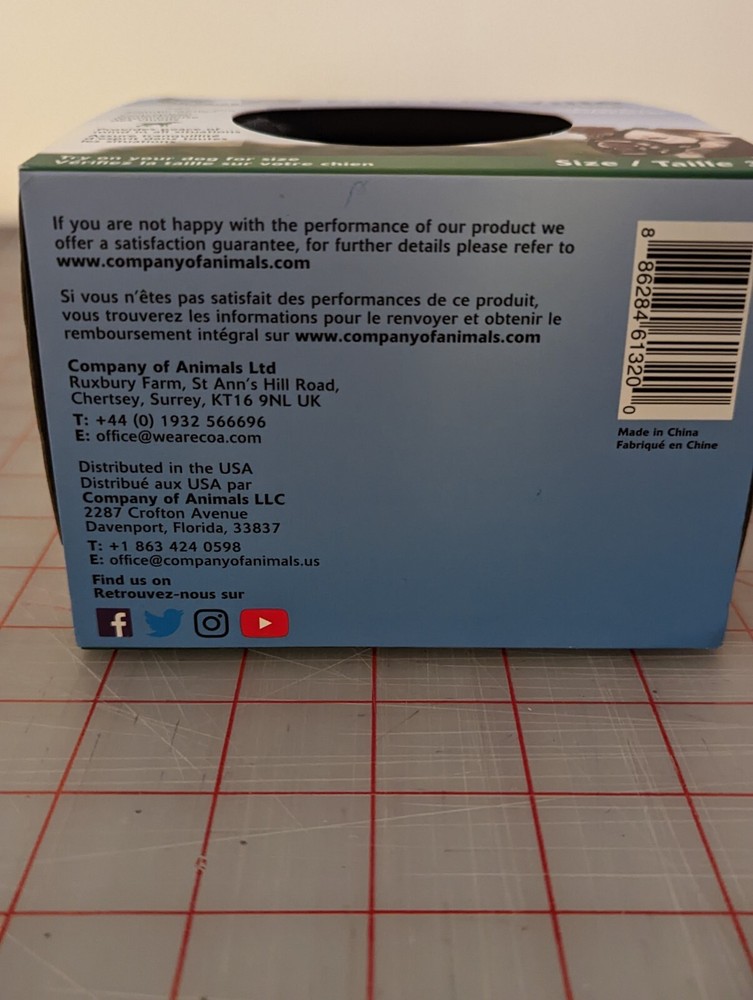 Try on your dog for size
Vérifiez la taille sur votre chien
Size / Taille
If you are not happy with the performance of our product we
offer a satisfaction guarantee, for further details please refer to
www.companyofanimals.com
Si vous n'êtes pas satisfait des performances de ce produit,
vous trouverez les informations pour le renvoyer et obtenir le
remboursement intégral sur www.companyofanimals.com
Company of Animals Ltd
Ruxbury Farm, St Ann's Hill Road,
Chertsey, Surrey, KT16 9NL UK
T: +44 (0) 1932 566696
E: office@wearecoa.com
Distributed in the USA
Distribué aux USA par
Company of Animals LLC
2287 Crofton Avenue
Davenport, Florida, 33837
T: +1 863 424 0598
E: office@companyofanimals.us
Find us on
Retrouvez-nous sur
8 86284 61320 0
Made in China
Fabriqué en Chine